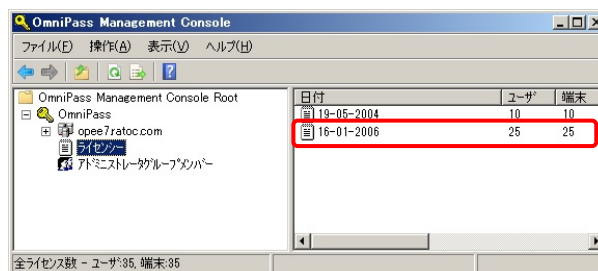 OmniPass Management Console
ファイル(F) 操作(A) 表示(V) ヘルプ(H)
OmniPass Management Console Root
OmniPass
opee7ratoc.com
ライセンシー
アドミニストレータグループメンバー
日付 ユーザ 端末
19-05-2004 10 10
16-01-2006 25 25
全ライセンス数 - ユーザ:35, 端末:35